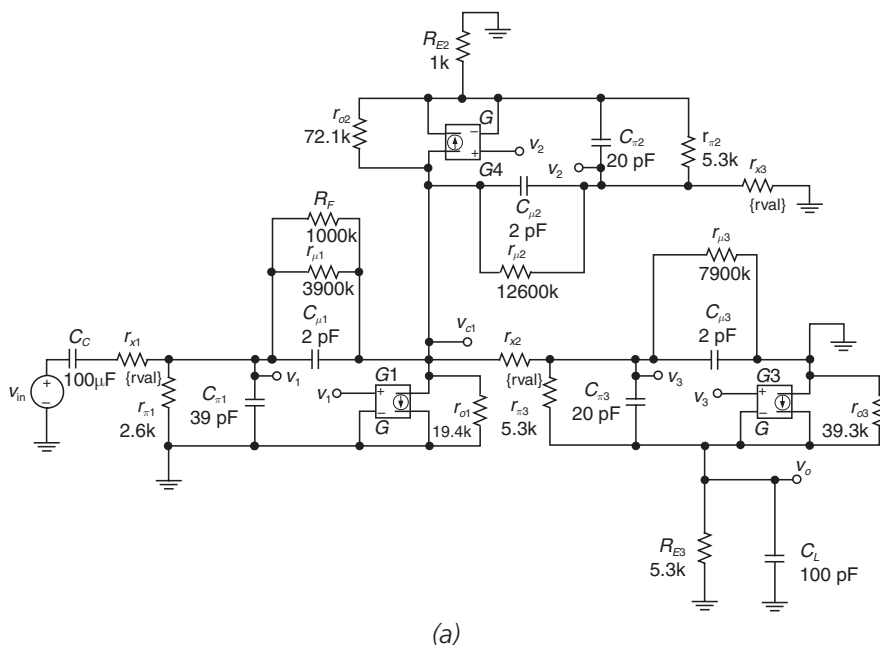 R_E2
1k
r_o2
72.1k
G
−
+
v_2
G4
C_π2
20 pF
v_2
r_π2
5.3k
r_x3
{rval}
C_μ2
2 pF
r_μ2
12600k
R_F
1000k
r_μ1
3900k
C_μ1
2 pF
r_μ3
7900k
C_μ3
2 pF
v_c1
C_C
100μF
r_x1
{rval}
v_in
+
−
r_π1
2.6k
C_π1
39 pF
v_1
v_1
G1
+
−
G
r_o1
19.4k
r_x2
{rval}
r_π3
5.3k
C_π3
20 pF
v_3
v_3
G3
+
−
G
r_o3
39.3k
v_o
R_E3
5.3k
C_L
100 pF
(a)